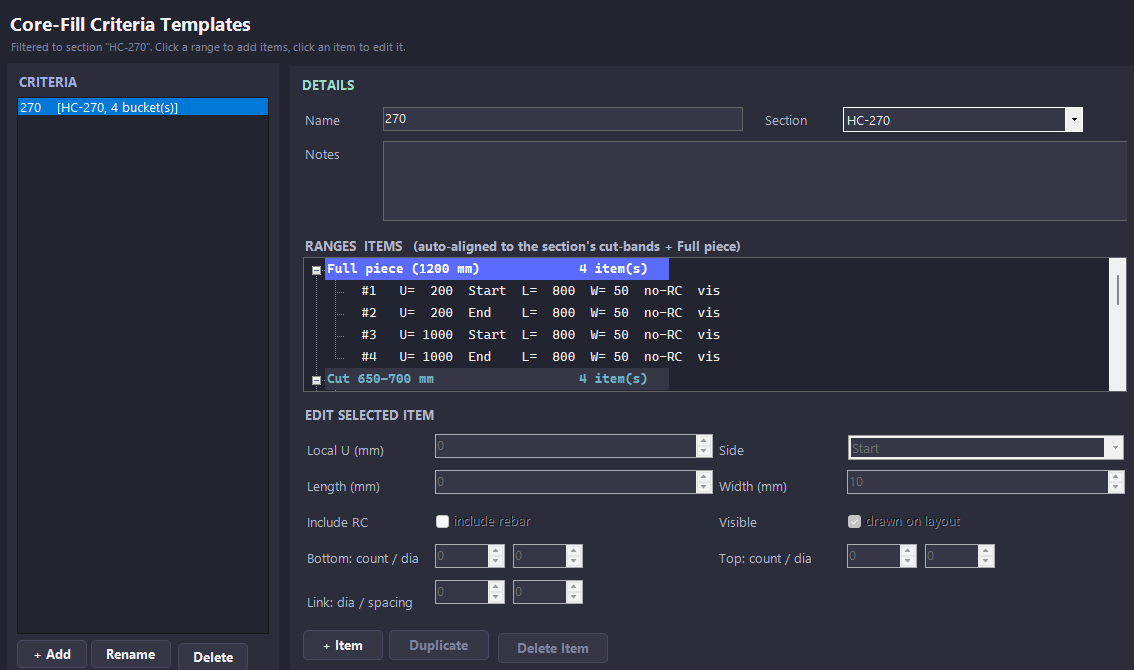 Core-Fill Criteria Templates
Filtered to section "HC-270". Click a range to add items, click an item to edit it.
CRITERIA
270 [HC-270, 4 bucket(s)]
+ Add
Rename
Delete
DETAILS
Name 270 Section HC-270
Notes
RANGES ITEMS (auto-aligned to the section's cut-bands + Full piece)
Full piece (1200 mm) 4 item(s)
#1 U= 200 Start L= 800 W= 50 no-RC vis
#2 U= 200 End L= 800 W= 50 no-RC vis
#3 U= 1000 Start L= 800 W= 50 no-RC vis
#4 U= 1000 End L= 800 W= 50 no-RC vis
Cut 650-700 mm 4 item(s)
EDIT SELECTED ITEM
Local U (mm) 0 Side Start
Length (mm) 0 Width (mm) 10
Include RC include rebar Visible drawn on layout
Bottom: count / dia 0 0 Top: count / dia 0 0
Link: dia / spacing 0 0
+ Item Duplicate Delete Item